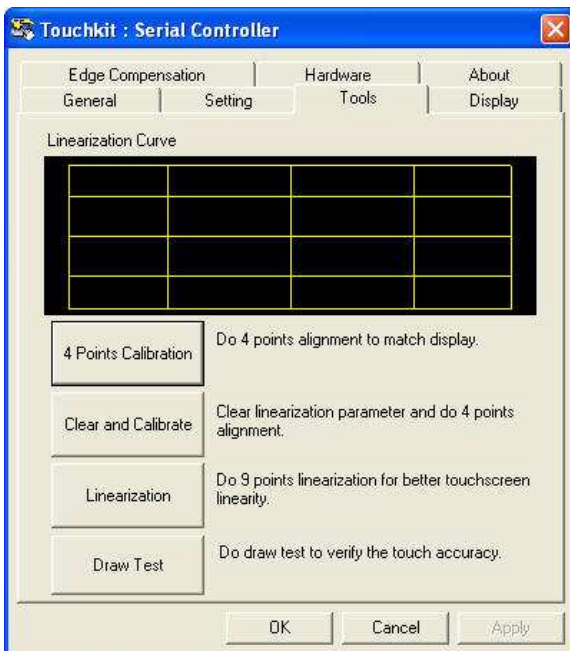 Touchkit : Serial Controller
Edge Compensation
Hardware
About
General
Setting
Tools
Display
Linearization Curve
4 Points Calibration
Do 4 points alignment to match display.
Clear and Calibrate
Clear linearization parameter and do 4 points
alignment.
Linearization
Do 9 points linearization for better touchscreen
linearity.
Draw Test
Do draw test to verify the touch accuracy.
OK
Cancel
Apply